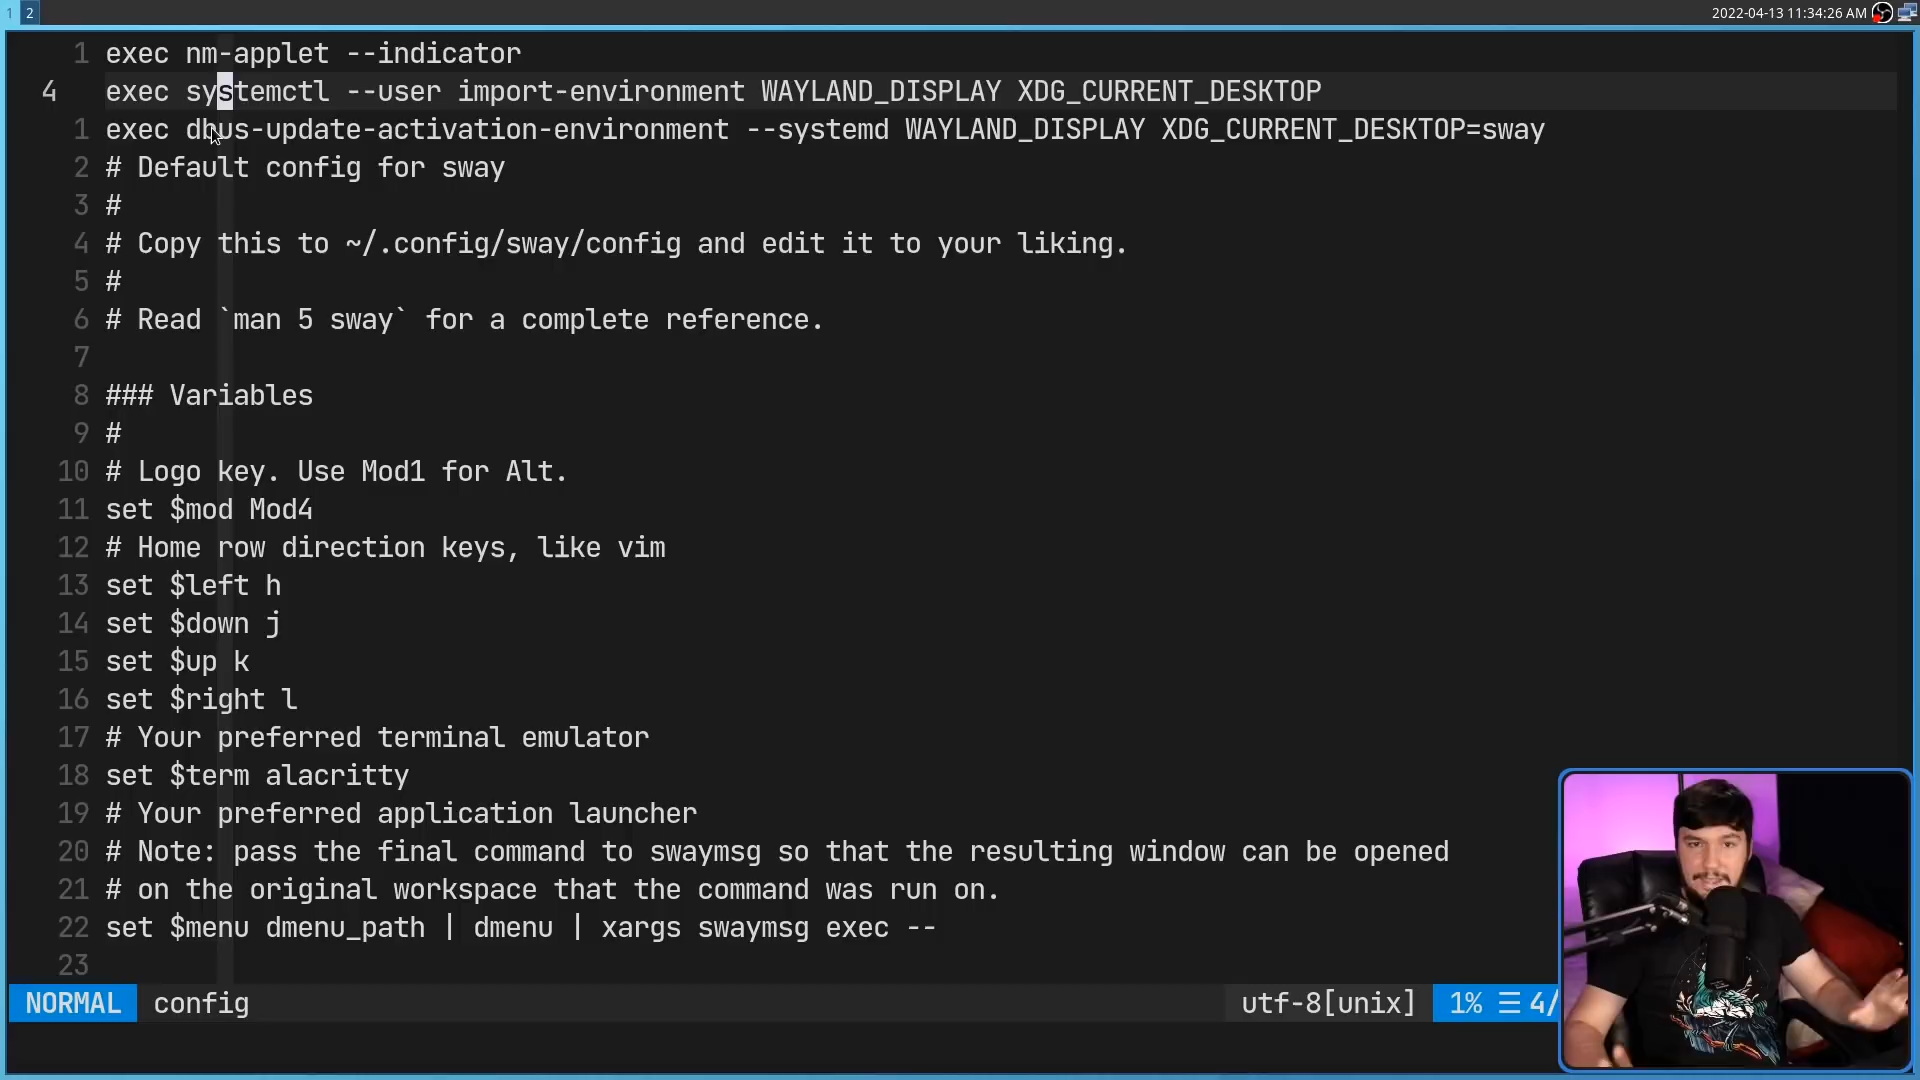 1 2 2022-04-13 11:34:26 AM
1 exec nm-applet --indicator
4 exec systemctl --user import-environment WAYLAND_DISPLAY XDG_CURRENT_DESKTOP
1 exec dbus-update-activation-environment --systemd WAYLAND_DISPLAY XDG_CURRENT_DESKTOP=sway
2 # Default config for sway
3 #
4 # Copy this to ~/.config/sway/config and edit it to your liking.
5 #
6 # Read `man 5 sway` for a complete reference.
7
8 ### Variables
9 #
10 # Logo key. Use Mod1 for Alt.
11 set $mod Mod4
12 # Home row direction keys, like vim
13 set $left h
14 set $down j
15 set $up k
16 set $right l
17 # Your preferred terminal emulator
18 set $term alacritty
19 # Your preferred application launcher
20 # Note: pass the final command to swaymsg so that the resulting window can be opened
21 # on the original workspace that the command was run on.
22 set $menu dmenu_path | dmenu | xargs swaymsg exec --
23
NORMAL config utf-8[unix] 1% ☰ 4/